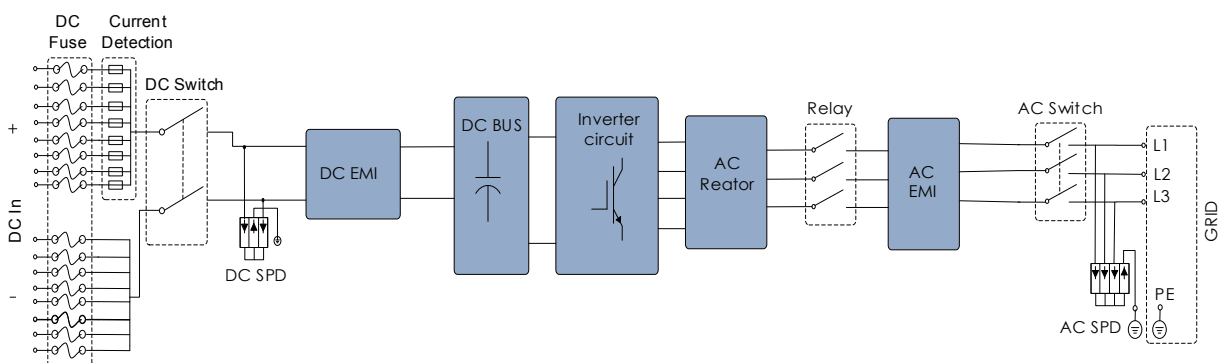 DC
Fuse
Current
Detection
DC Switch
+
DC In
-
DC SPD
DC EMI
DC BUS
Inverter
circuit
AC
Reator
Relay
AC
EMI
AC Switch
L1
L2
L3
GRID
PE
AC SPD